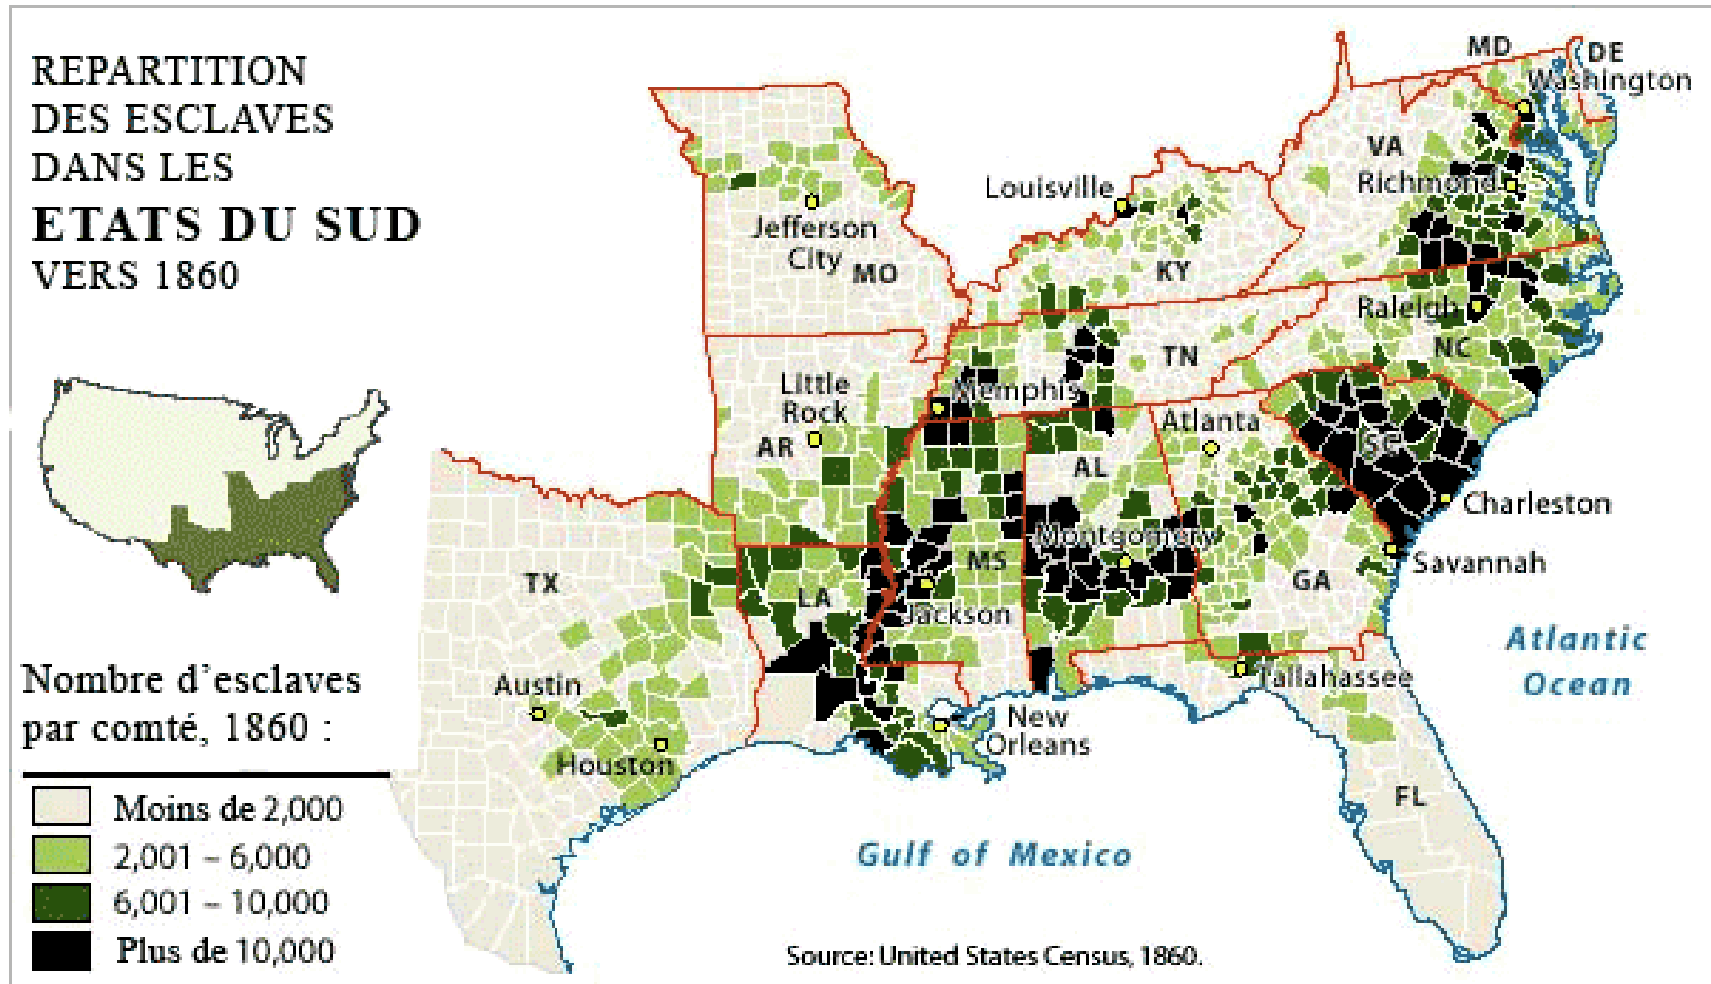 REPARTITION
DES ESCLAVES
DANS LES
ETATS DU SUD
VERS 1860
Nombre d'esclaves
par comté, 1860 :
Moins de 2,000
2,001 – 6,000
6,001 – 10,000
Plus de 10,000
MD
DE
Washington
VA
Richmond
Louisville
KY
Jefferson
City
MO
Raleigh
NC
TN
Memphis
Little
Rock
AR
Atlanta
SC
AL
Charleston
Montgomery
MS
Savannah
GA
TX
LA
Jackson
Atlantic
Ocean
Tallahassee
Austin
New
Orleans
Houston
FL
Gulf of Mexico
Source: United States Census, 1860.